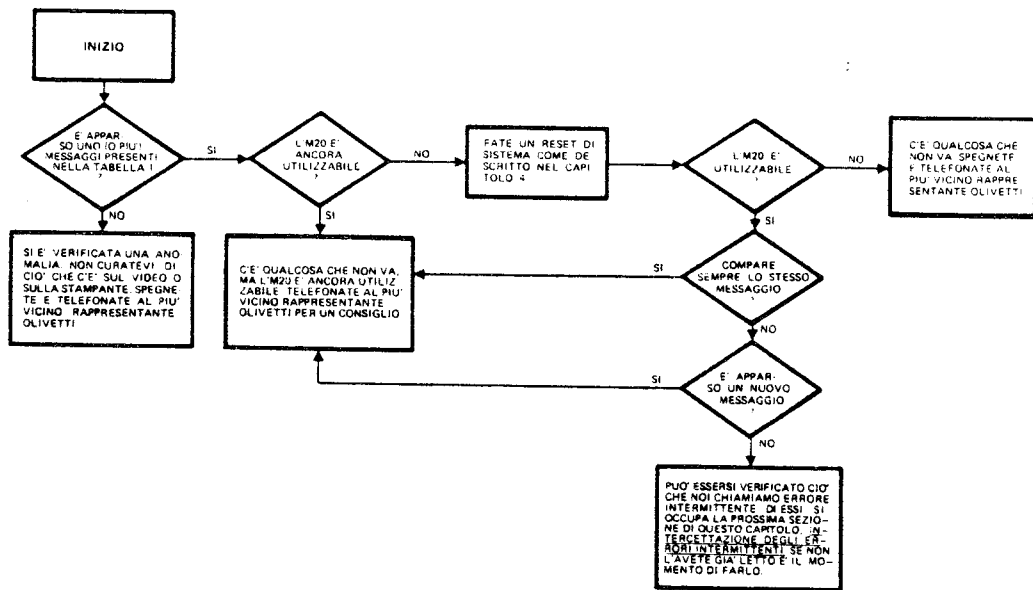 INIZIO
E' APPAR-
SO UNO (O PIU')
MESSAGGI PRESENTI
NELLA TABELLA 1
?
SI
L'M20 E'
ANCORA
UTILIZZABILE
?
NO
FATE UN RESET DI
SISTEMA COME DE
SCRITTO NEL CAPI
TOLO 4
L'M20 E'
UTILIZZABILE
?
NO
C'E' QUALCOSA CHE
NON VA SPEGNETE
E TELEFONATE AL
PIU' VICINO RAPPRE
SENTANTE OLIVETTI
NO
SI
SI
SI E' VERIFICATA UNA ANO
MALIA. NON CURATEVI DI
CIO' CHE C'E' SUL VIDEO O
SULLA STAMPANTE. SPEGNE
TE E TELEFONATE AL PIU'
VICINO RAPPRESENTANTE
OLIVETTI
C'E' QUALCOSA CHE NON VA,
MA L'M20 E' ANCORA UTILIZ
ZABILE TELEFONATE AL PIU'
VICINO RAPPRESENTANTE
OLIVETTI PER UN CONSIGLIO
SI
COMPARE
SEMPRE LO STESSO
MESSAGGIO
?
NO
SI
E' APPAR-
SO UN NUOVO
MESSAGGIO
?
NO
PUO' ESSERSI VERIFICATO CIO'
CHE NOI CHIAMIAMO ERRORE
INTERMITTENTE DI ESSI SI
OCCUPA LA PROSSIMA SEZIO-
NE DI QUESTO CAPITOLO, IN-
TERCETTAZIONE DEGLI ER-
RORI INTERMITTENTI SE NON
L'AVETE GIA' LETTO E' IL MO-
MENTO DI FARLO.